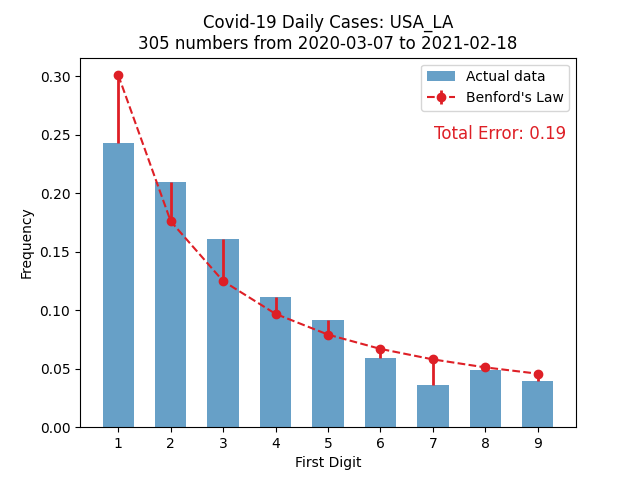 Covid-19 Daily Cases: USA_LA
305 numbers from 2020-03-07 to 2021-02-18
Actual data
Benford's Law
Total Error: 0.19
0.30
0.25
0.20
0.15
0.10
0.05
0.00
Frequency
1 2 3 4 5 6 7 8 9
First Digit